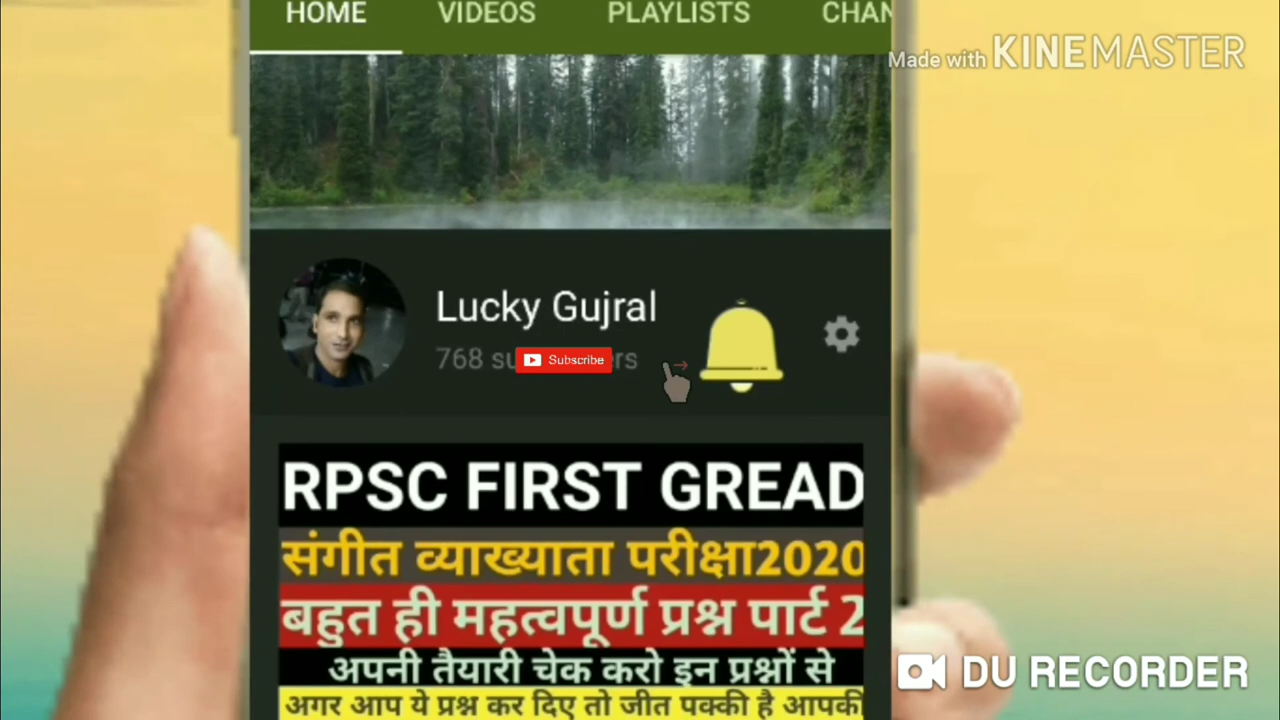 HOME VIDEOS PLAYLISTS CHAN
Made with KINEMASTER
Lucky Gujral
768 su Subscribe rs
RPSC FIRST GREAD
संगीत व्याख्याता परीक्षा2020
बहुत ही महत्वपूर्ण प्रश्न पार्ट 2
अपनी तैयारी चेक करो इन प्रश्नों से
अगर आप ये प्रश्न कर दिए तो जीत पक्की है आपकी
DU RECORDER